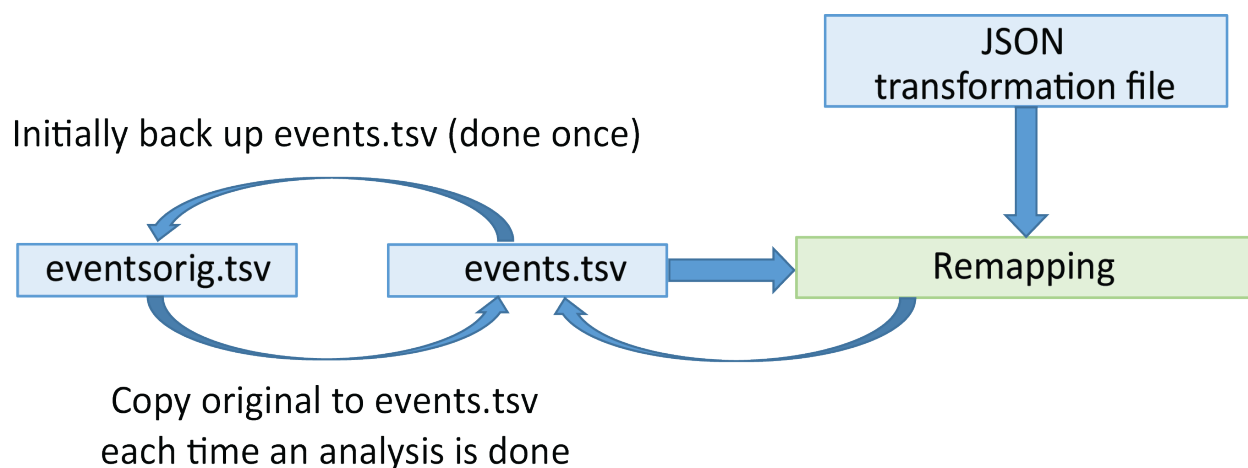 JSON
transformation file
Initially back up events.tsv (done once)
eventsorig.tsv
events.tsv
Remapping
Copy original to events.tsv
each time an analysis is done